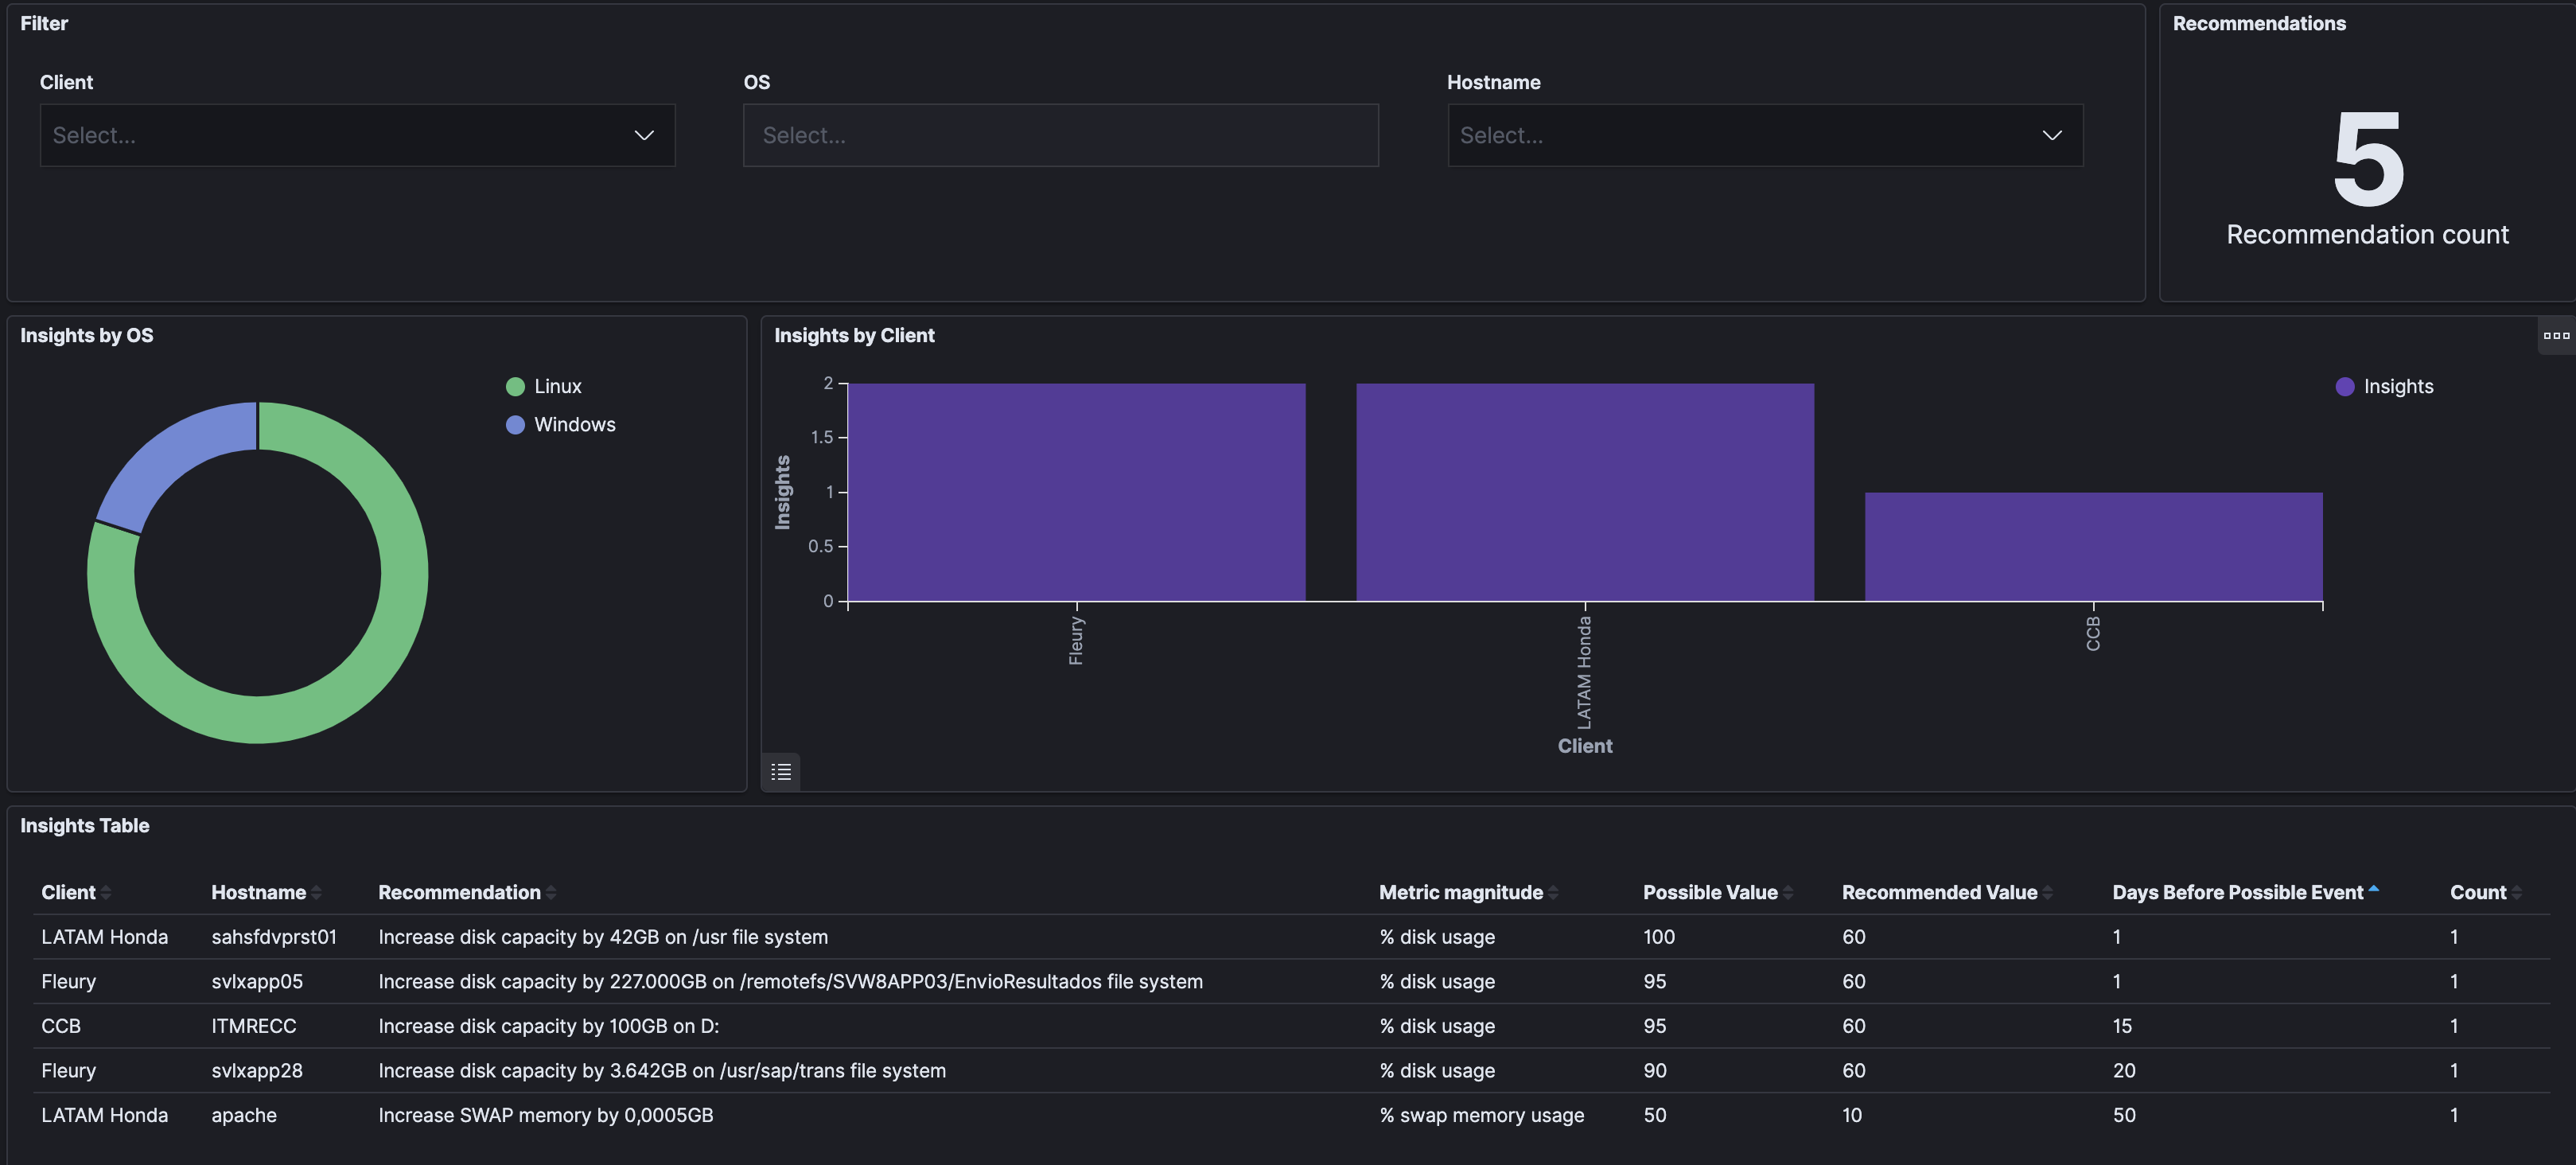 Filter
Client
OS
Hostname
Select...
Select...
Select...
Recommendations
5
Recommendation count
Insights by OS
Linux
Windows
Insights by Client
2
1.5
1
0.5
0
Insights
Fleury
LATAM Honda
CCB
Client
Insights
Insights Table
Client Hostname Recommendation Metric magnitude Possible Value Recommended Value Days Before Possible Event Count
LATAM Honda sahsfdvprst01 Increase disk capacity by 42GB on /usr file system % disk usage 100 60 1 1
Fleury svlxapp05 Increase disk capacity by 227.000GB on /remotefs/SVW8APP03/EnvioResultados file system % disk usage 95 60 1 1
CCB ITMRECC Increase disk capacity by 100GB on D: % disk usage 95 60 15 1
Fleury svlxapp28 Increase disk capacity by 3.642GB on /usr/sap/trans file system % disk usage 90 60 20 1
LATAM Honda apache Increase SWAP memory by 0,0005GB % swap memory usage 50 10 50 1